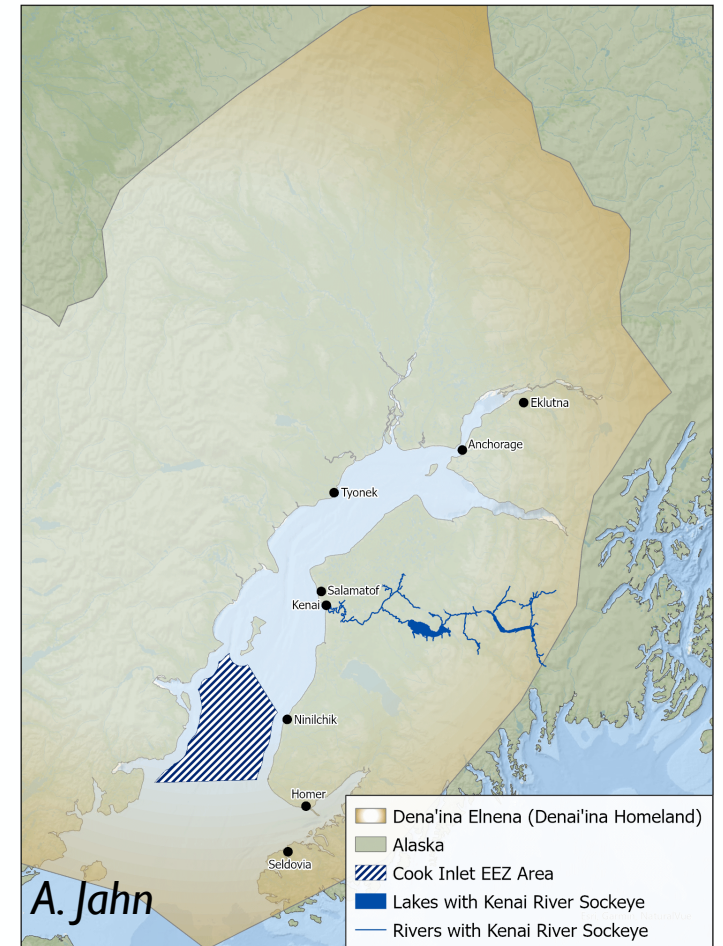 Eklutna
Anchorage
Tyonek
Salamatof
Kenai
Ninilchik
Homer
Seldovia
Dena'ina Elnena (Denai'ina Homeland)
Alaska
Cook Inlet EEZ Area
Lakes with Kenai River Sockeye
Rivers with Kenai River Sockeye
A. Jahn